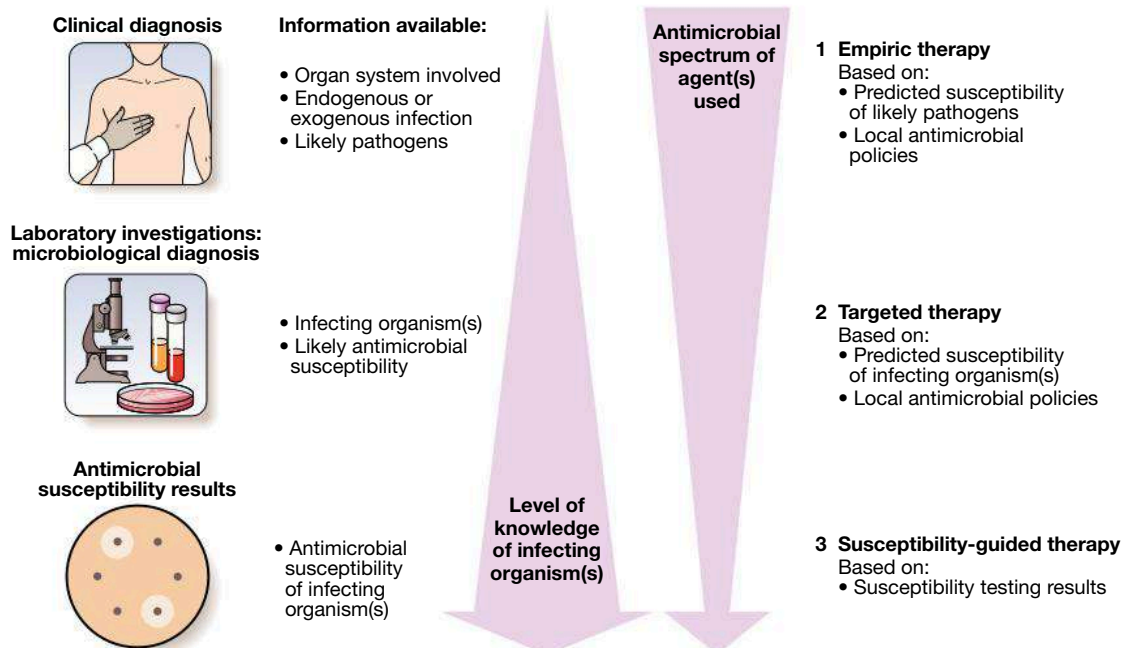 Clinical diagnosis
Information available:
• Organ system involved
• Endogenous or
exogenous infection
• Likely pathogens
Antimicrobial
spectrum of
agent(s)
used
1 Empiric therapy
Based on:
• Predicted susceptibility
of likely pathogens
• Local antimicrobial
policies
Laboratory investigations:
microbiological diagnosis
• Infecting organism(s)
• Likely antimicrobial
susceptibility
2 Targeted therapy
Based on:
• Predicted susceptibility
of infecting organism(s)
• Local antimicrobial policies
Antimicrobial
susceptibility results
• Antimicrobial
susceptibility
of infecting
organism(s)
Level of
knowledge
of infecting
organism(s)
3 Susceptibility-guided therapy
Based on:
• Susceptibility testing results